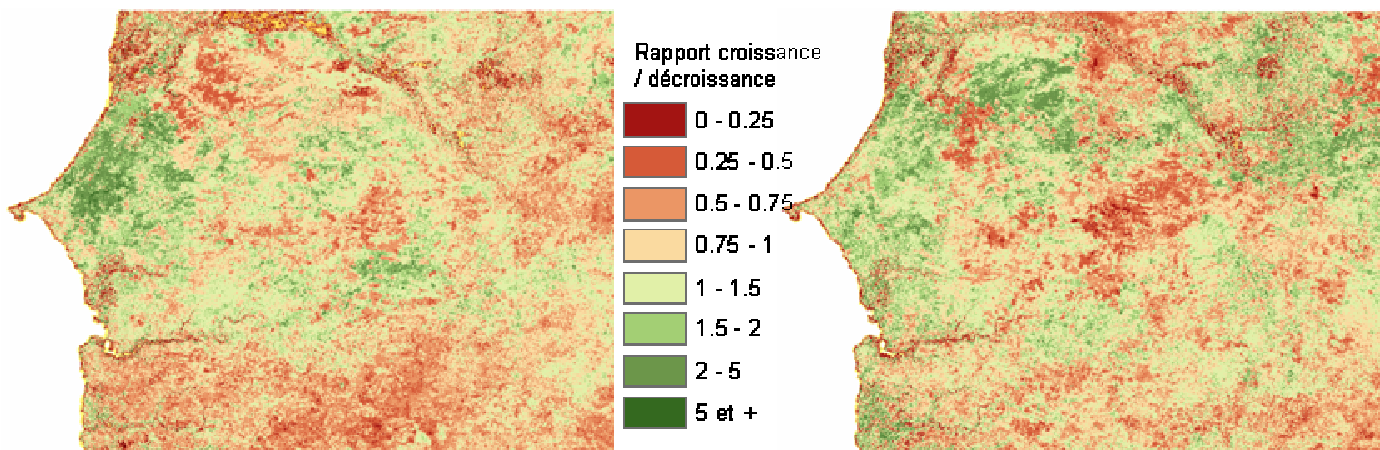 Rapport croissance
/ décroissance
0 - 0.25
0.25 - 0.5
0.5 - 0.75
0.75 - 1
1 - 1.5
1.5 - 2
2 - 5
5 et +